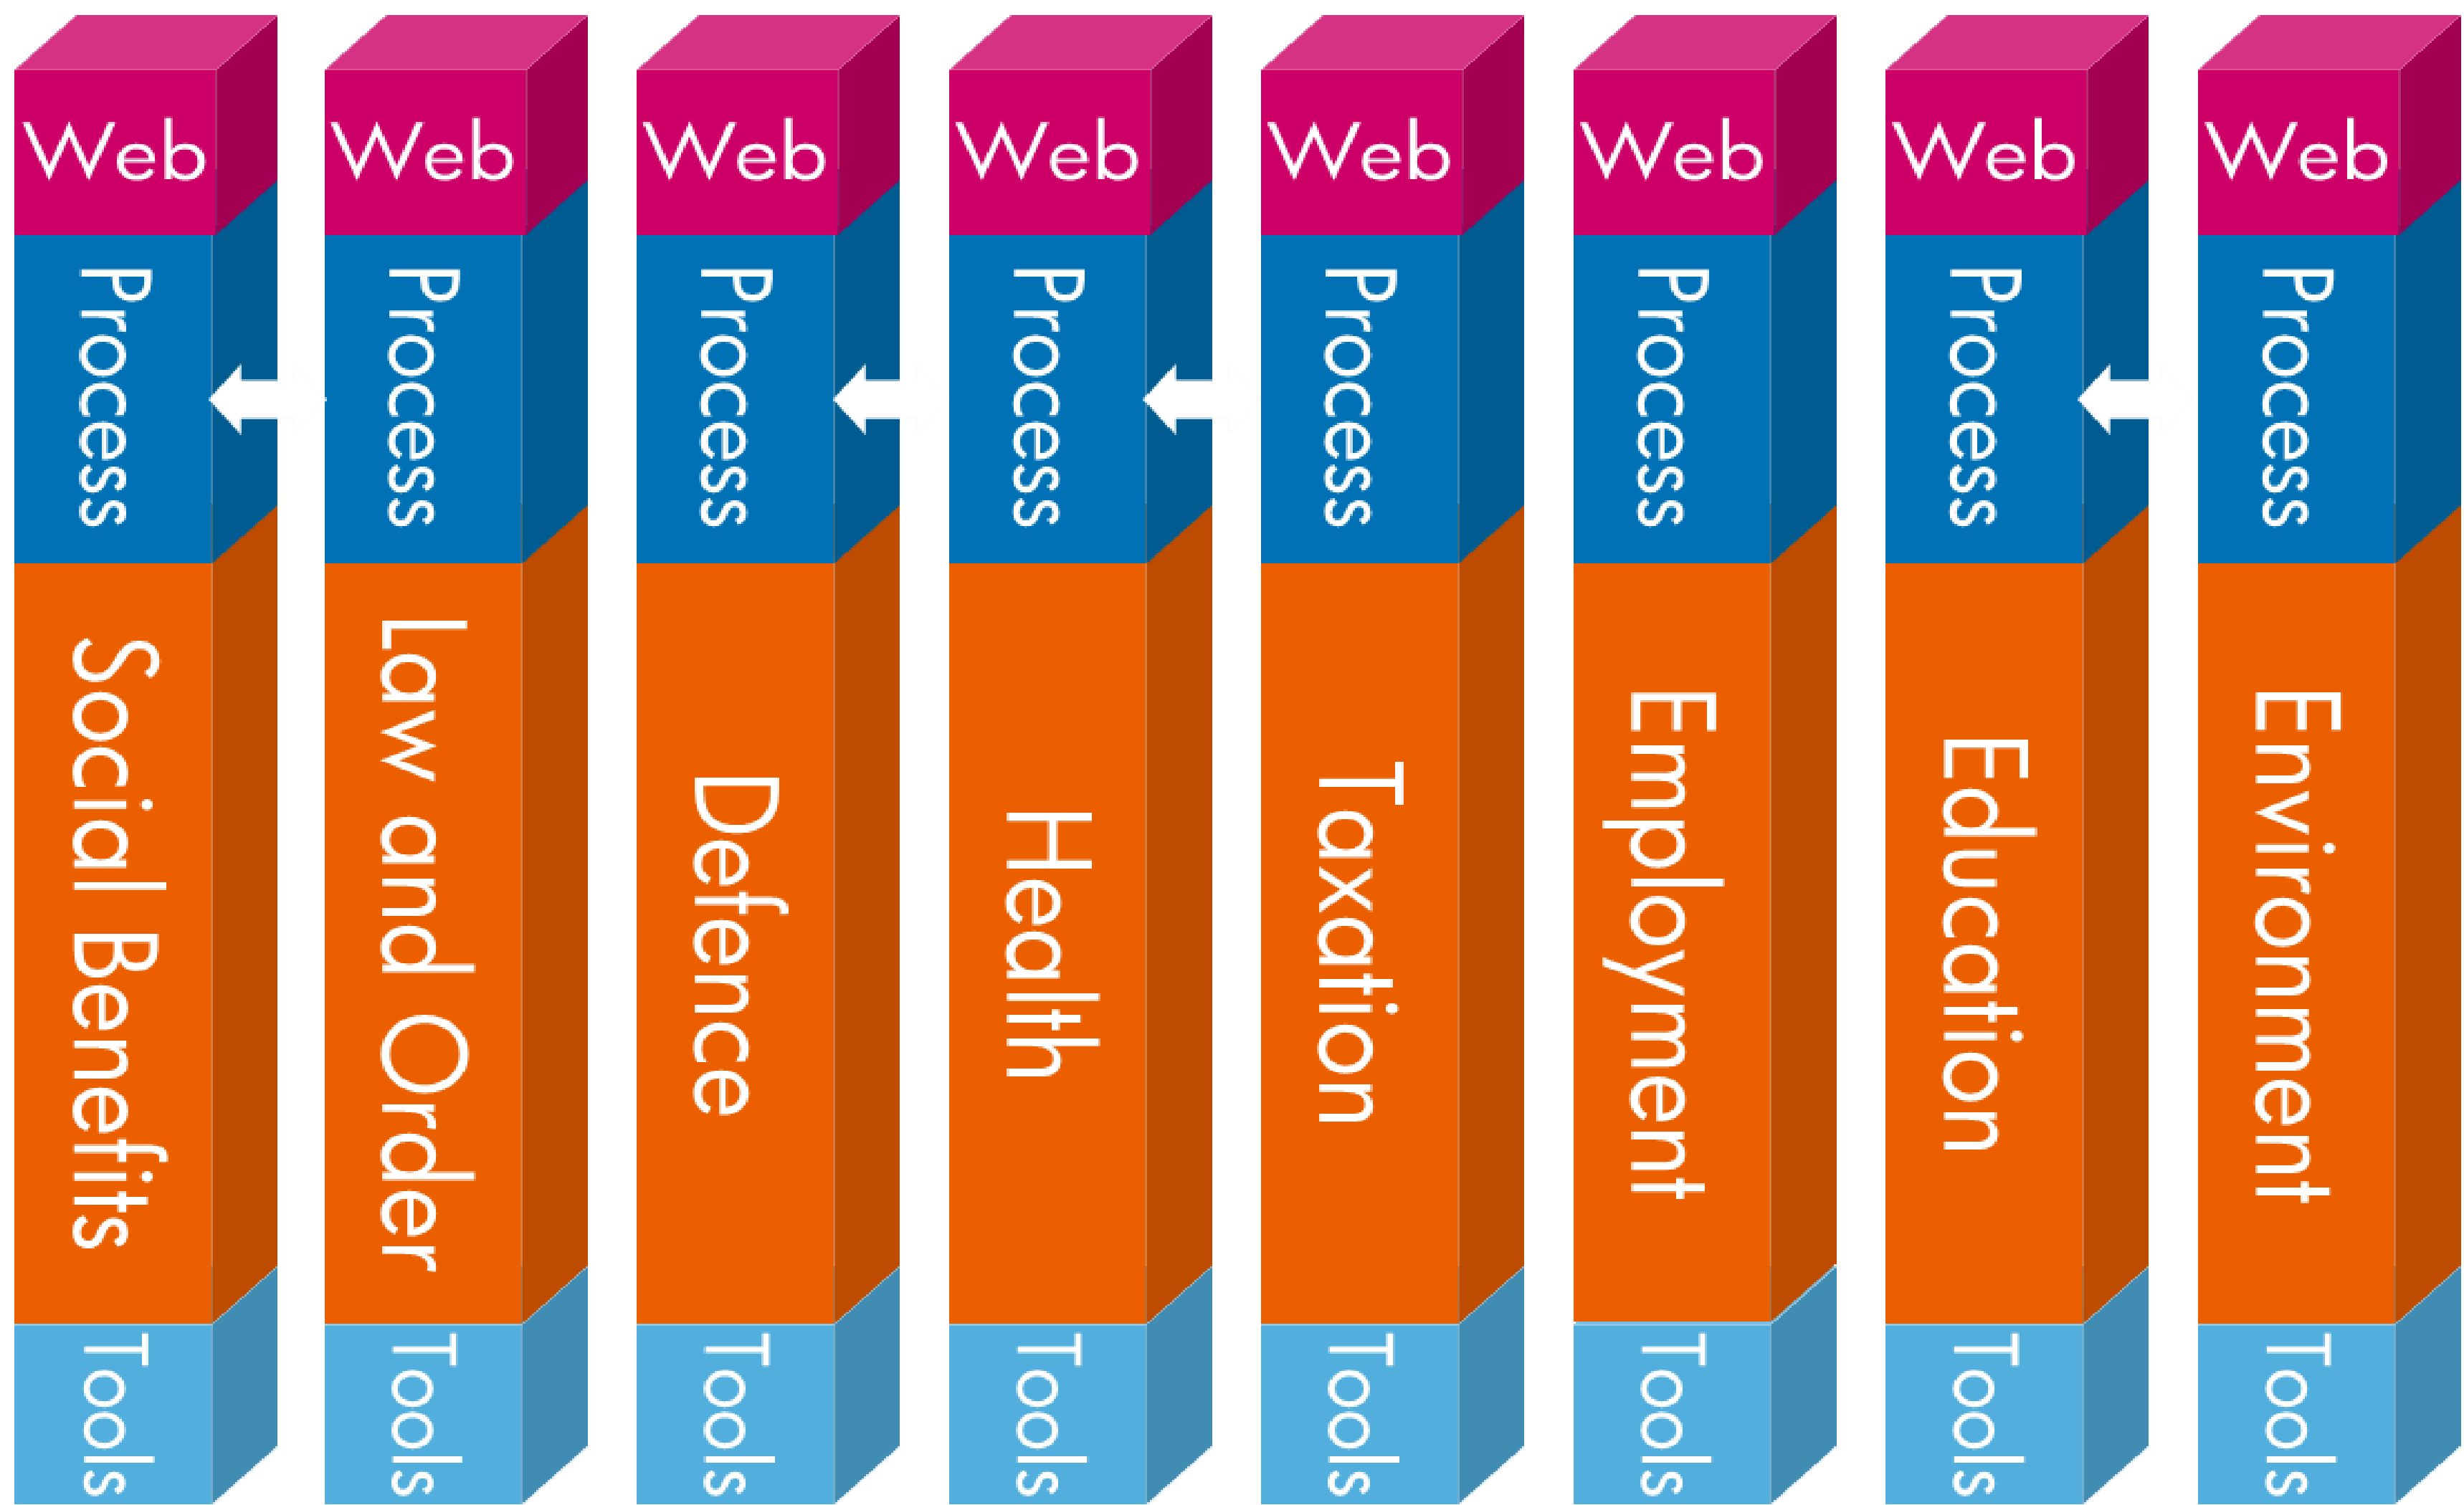 Web
Process
Social Benefits
Tools
Web
Process
Law and Order
Tools
Web
Process
Defence
Tools
Web
Process
Health
Tools
Web
Process
Taxation
Tools
Web
Process
Employment
Tools
Web
Process
Education
Tools
Web
Process
Environment
Tools